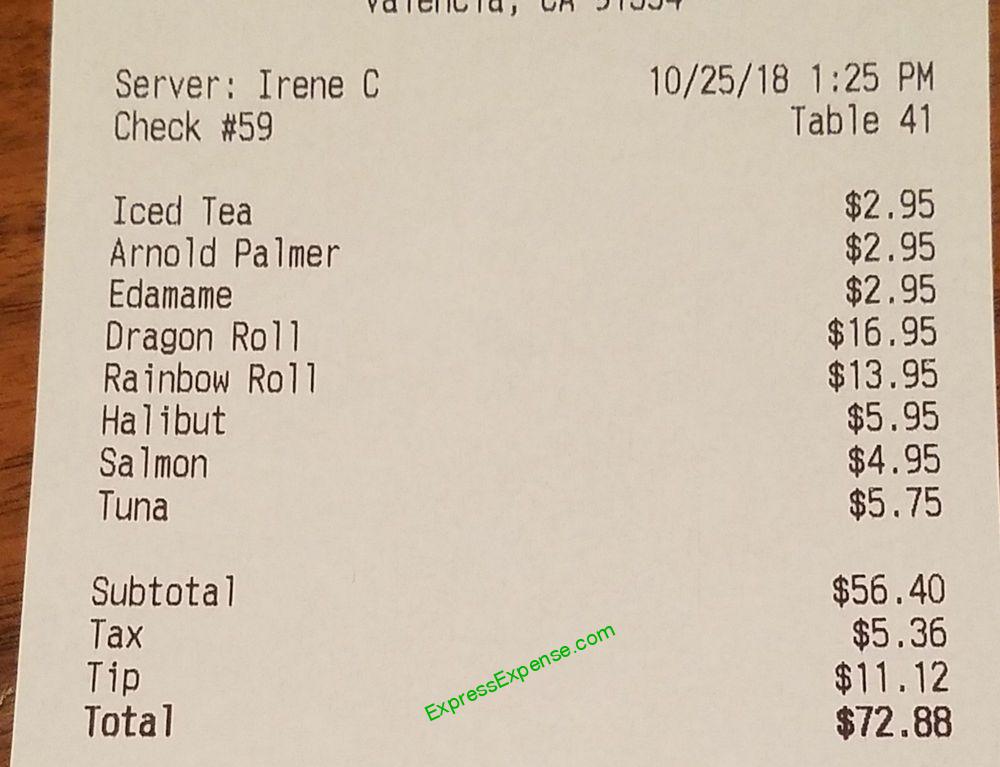 Valencia, CA
Server: Irene C 10/25/18 1:25 PM
Check #59 Table 41
Iced Tea $2.95
Arnold Palmer $2.95
Edamame $2.95
Dragon Roll $16.95
Rainbow Roll $13.95
Halibut $5.95
Salmon $4.95
Tuna $5.75
Subtotal $56.40
Tax $5.36
Tip $11.12
Total $72.88
ExpressExpense.com